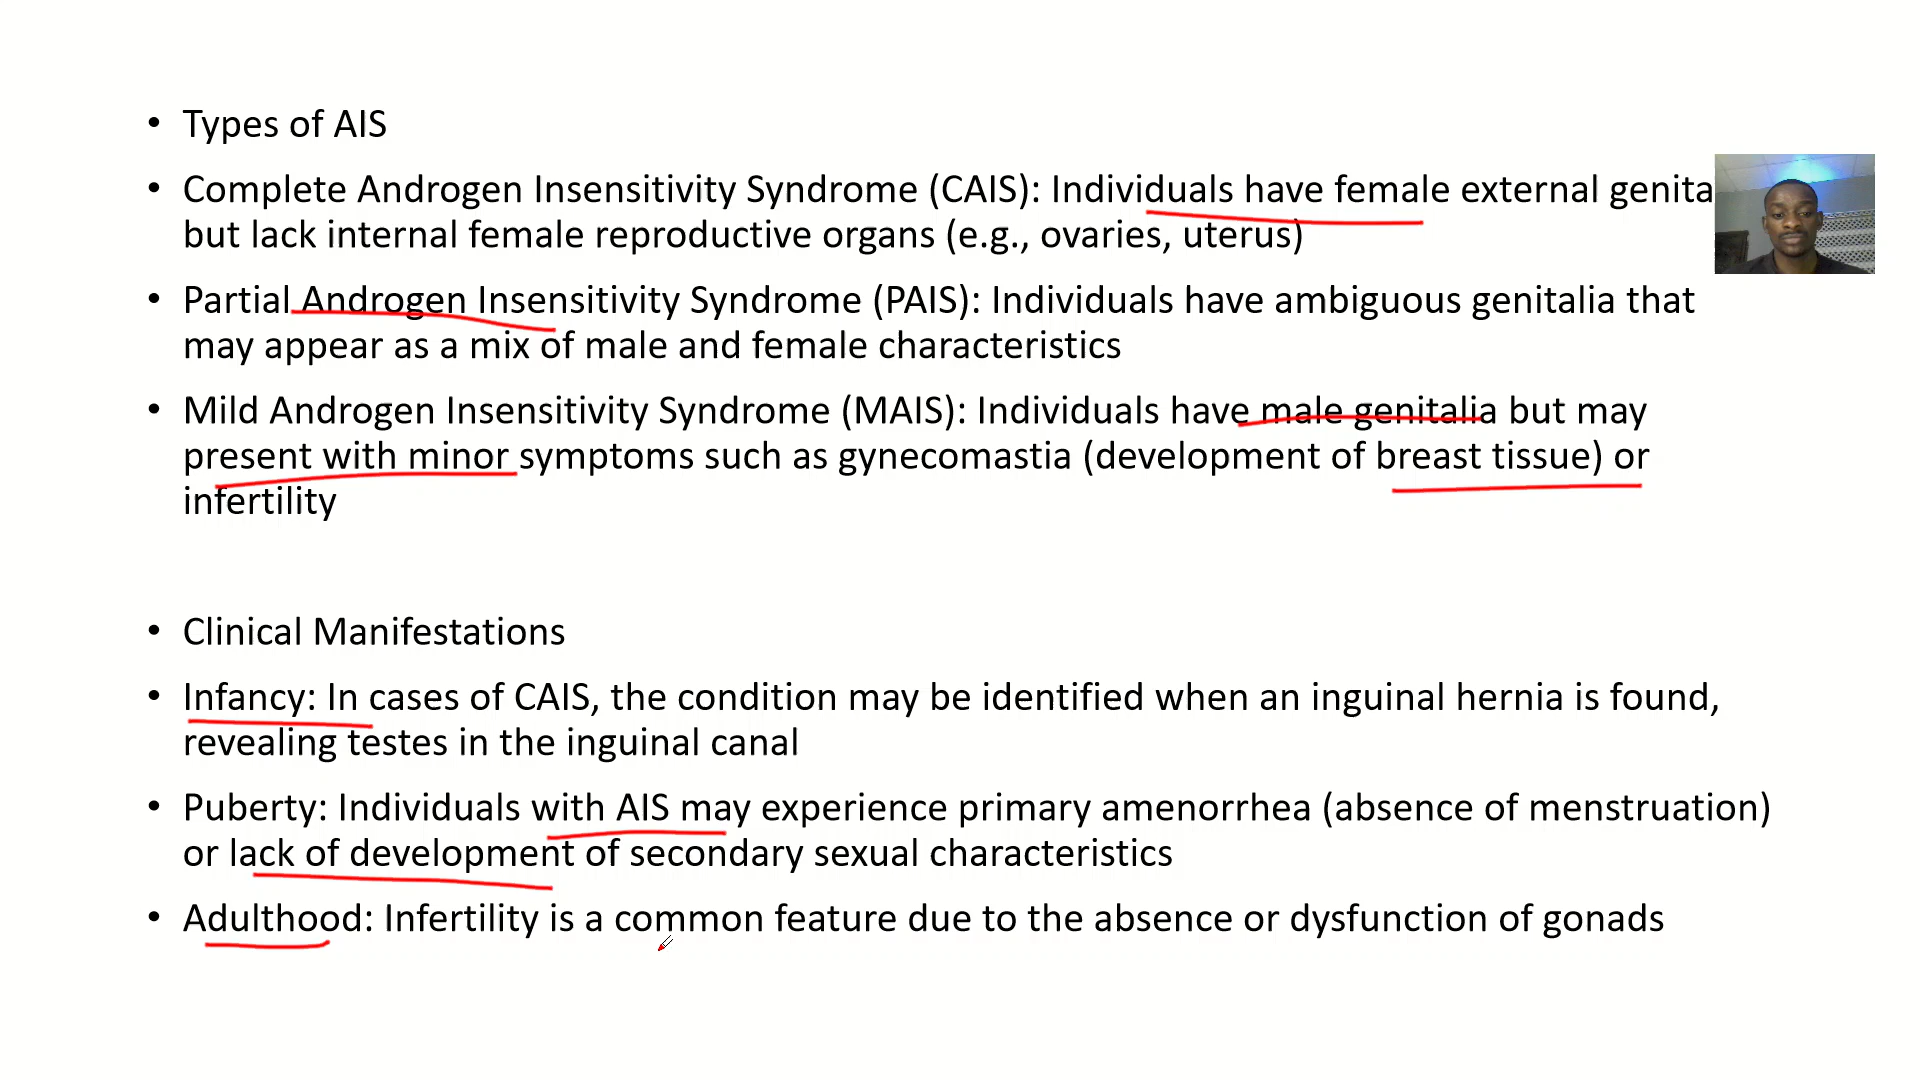 • Types of AIS
• Complete Androgen Insensitivity Syndrome (CAIS): Individuals have female external genita
but lack internal female reproductive organs (e.g., ovaries, uterus)
• Partial Androgen Insensitivity Syndrome (PAIS): Individuals have ambiguous genitalia that
may appear as a mix of male and female characteristics
• Mild Androgen Insensitivity Syndrome (MAIS): Individuals have male genitalia but may
present with minor symptoms such as gynecomastia (development of breast tissue) or
infertility
• Clinical Manifestations
• Infancy: In cases of CAIS, the condition may be identified when an inguinal hernia is found,
revealing testes in the inguinal canal
• Puberty: Individuals with AIS may experience primary amenorrhea (absence of menstruation)
or lack of development of secondary sexual characteristics
• Adulthood: Infertility is a common feature due to the absence or dysfunction of gonads